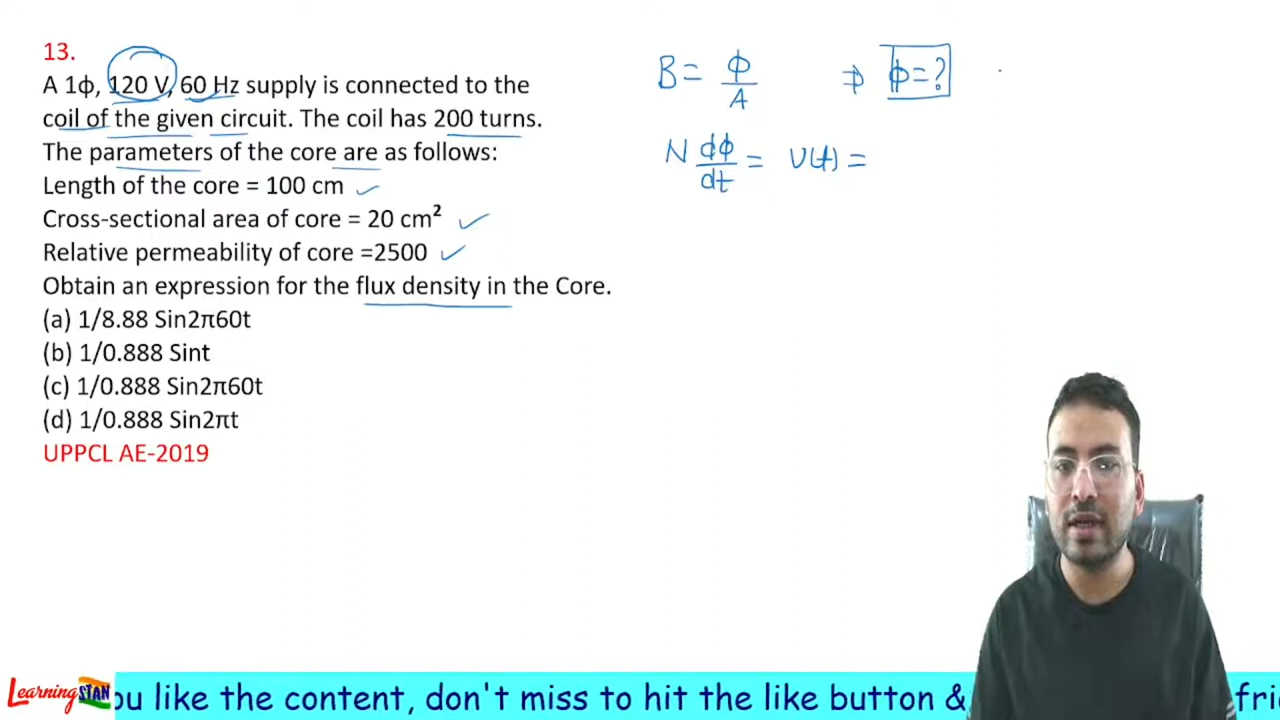 13.
A 1ϕ, 120 V, 60 Hz supply is connected to the
coil of the given circuit. The coil has 200 turns.
The parameters of the core are as follows:
Length of the core = 100 cm
Cross-sectional area of core = 20 cm²
Relative permeability of core =2500
Obtain an expression for the flux density in the Core.
(a) 1/8.88 Sin2π60t
(b) 1/0.888 Sint
(c) 1/0.888 Sin2π60t
(d) 1/0.888 Sin2πt
UPPCL AE-2019
B = ϕ/A ⇒ ϕ = ?
N dϕ/dt = V(t) =
LearningSTAN
ou like the content, don't miss to hit the like button & frie